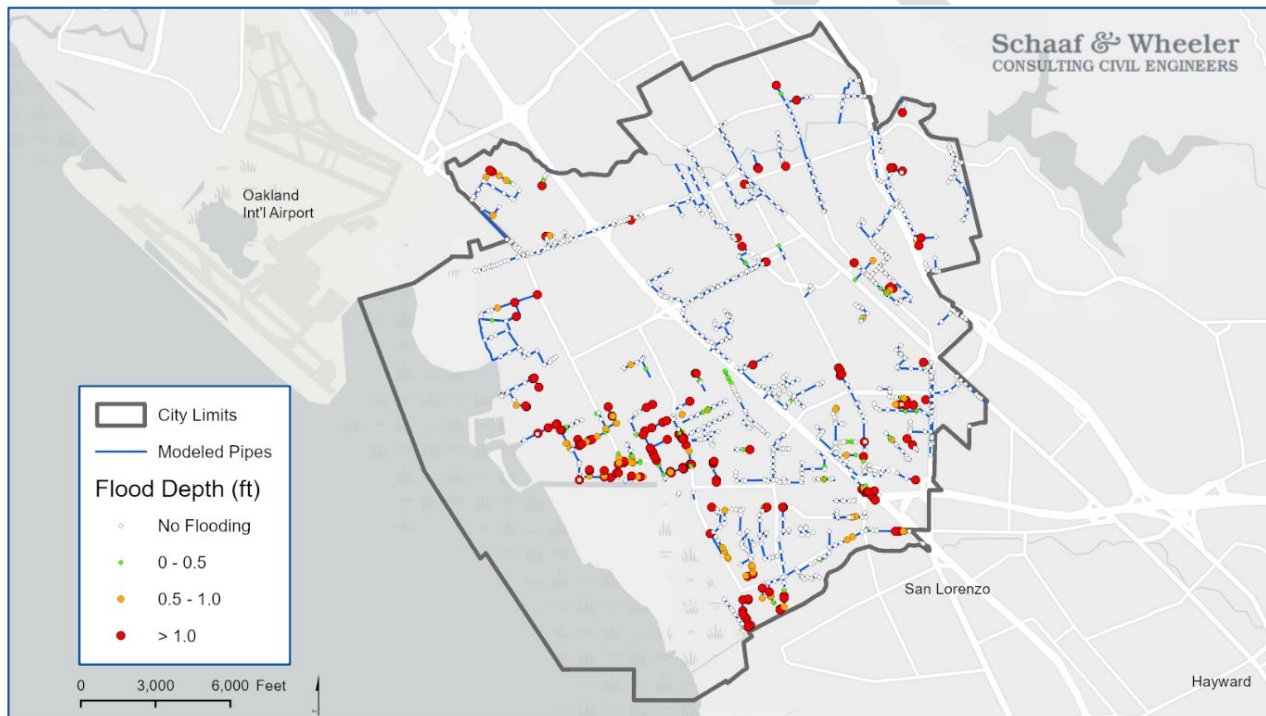 Schaaf & Wheeler
CONSULTING CIVIL ENGINEERS
Oakland
Int'l Airport
City Limits
Modeled Pipes
Flood Depth (ft)
No Flooding
0 - 0.5
0.5 - 1.0
> 1.0
0 3,000 6,000 Feet
San Lorenzo
Hayward